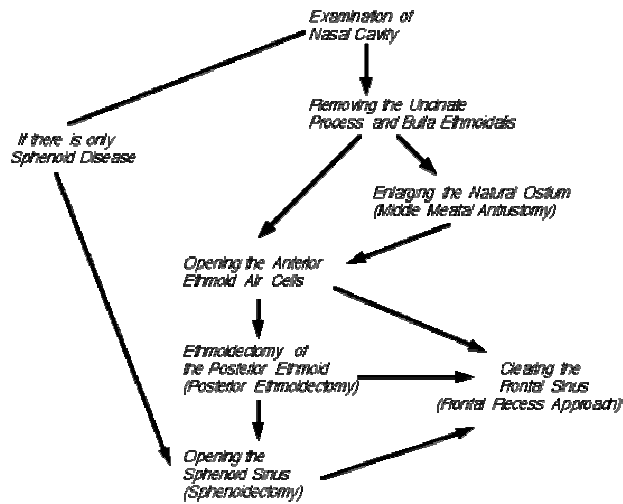 Examination of
Nasal Cavity
Removing the Uncinate
Process and Bulla Ethmoidalis
If there is only
Sphenoid Disease
Enlarging the Natural Ostium
(Middle Meatal Antrustomy)
Opening the Anterior
Ethmoid Air Cells
Ethmoidectomy of
the Posterior Ethmoid
(Posterior Ethmoidectomy)
Clearing the
Frontal Sinus
(Frontal Recess Approach)
Opening the
Sphenoid Sinus
(Sphenoidectomy)